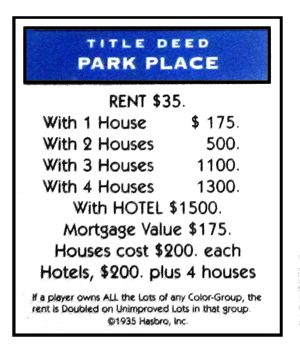 TITLE DEED
PARK PLACE
RENT $35.
With 1 House $ 175.
With 2 Houses 500.
With 3 Houses 1100.
With 4 Houses 1300.
With HOTEL $1500.
Mortgage Value $175.
Houses cost $200. each
Hotels, $200. plus 4 houses
If a player owns ALL the Lots of any Color-Group, the
rent is Doubled on Unimproved Lots in that group.
©1935 Hasbro, Inc.